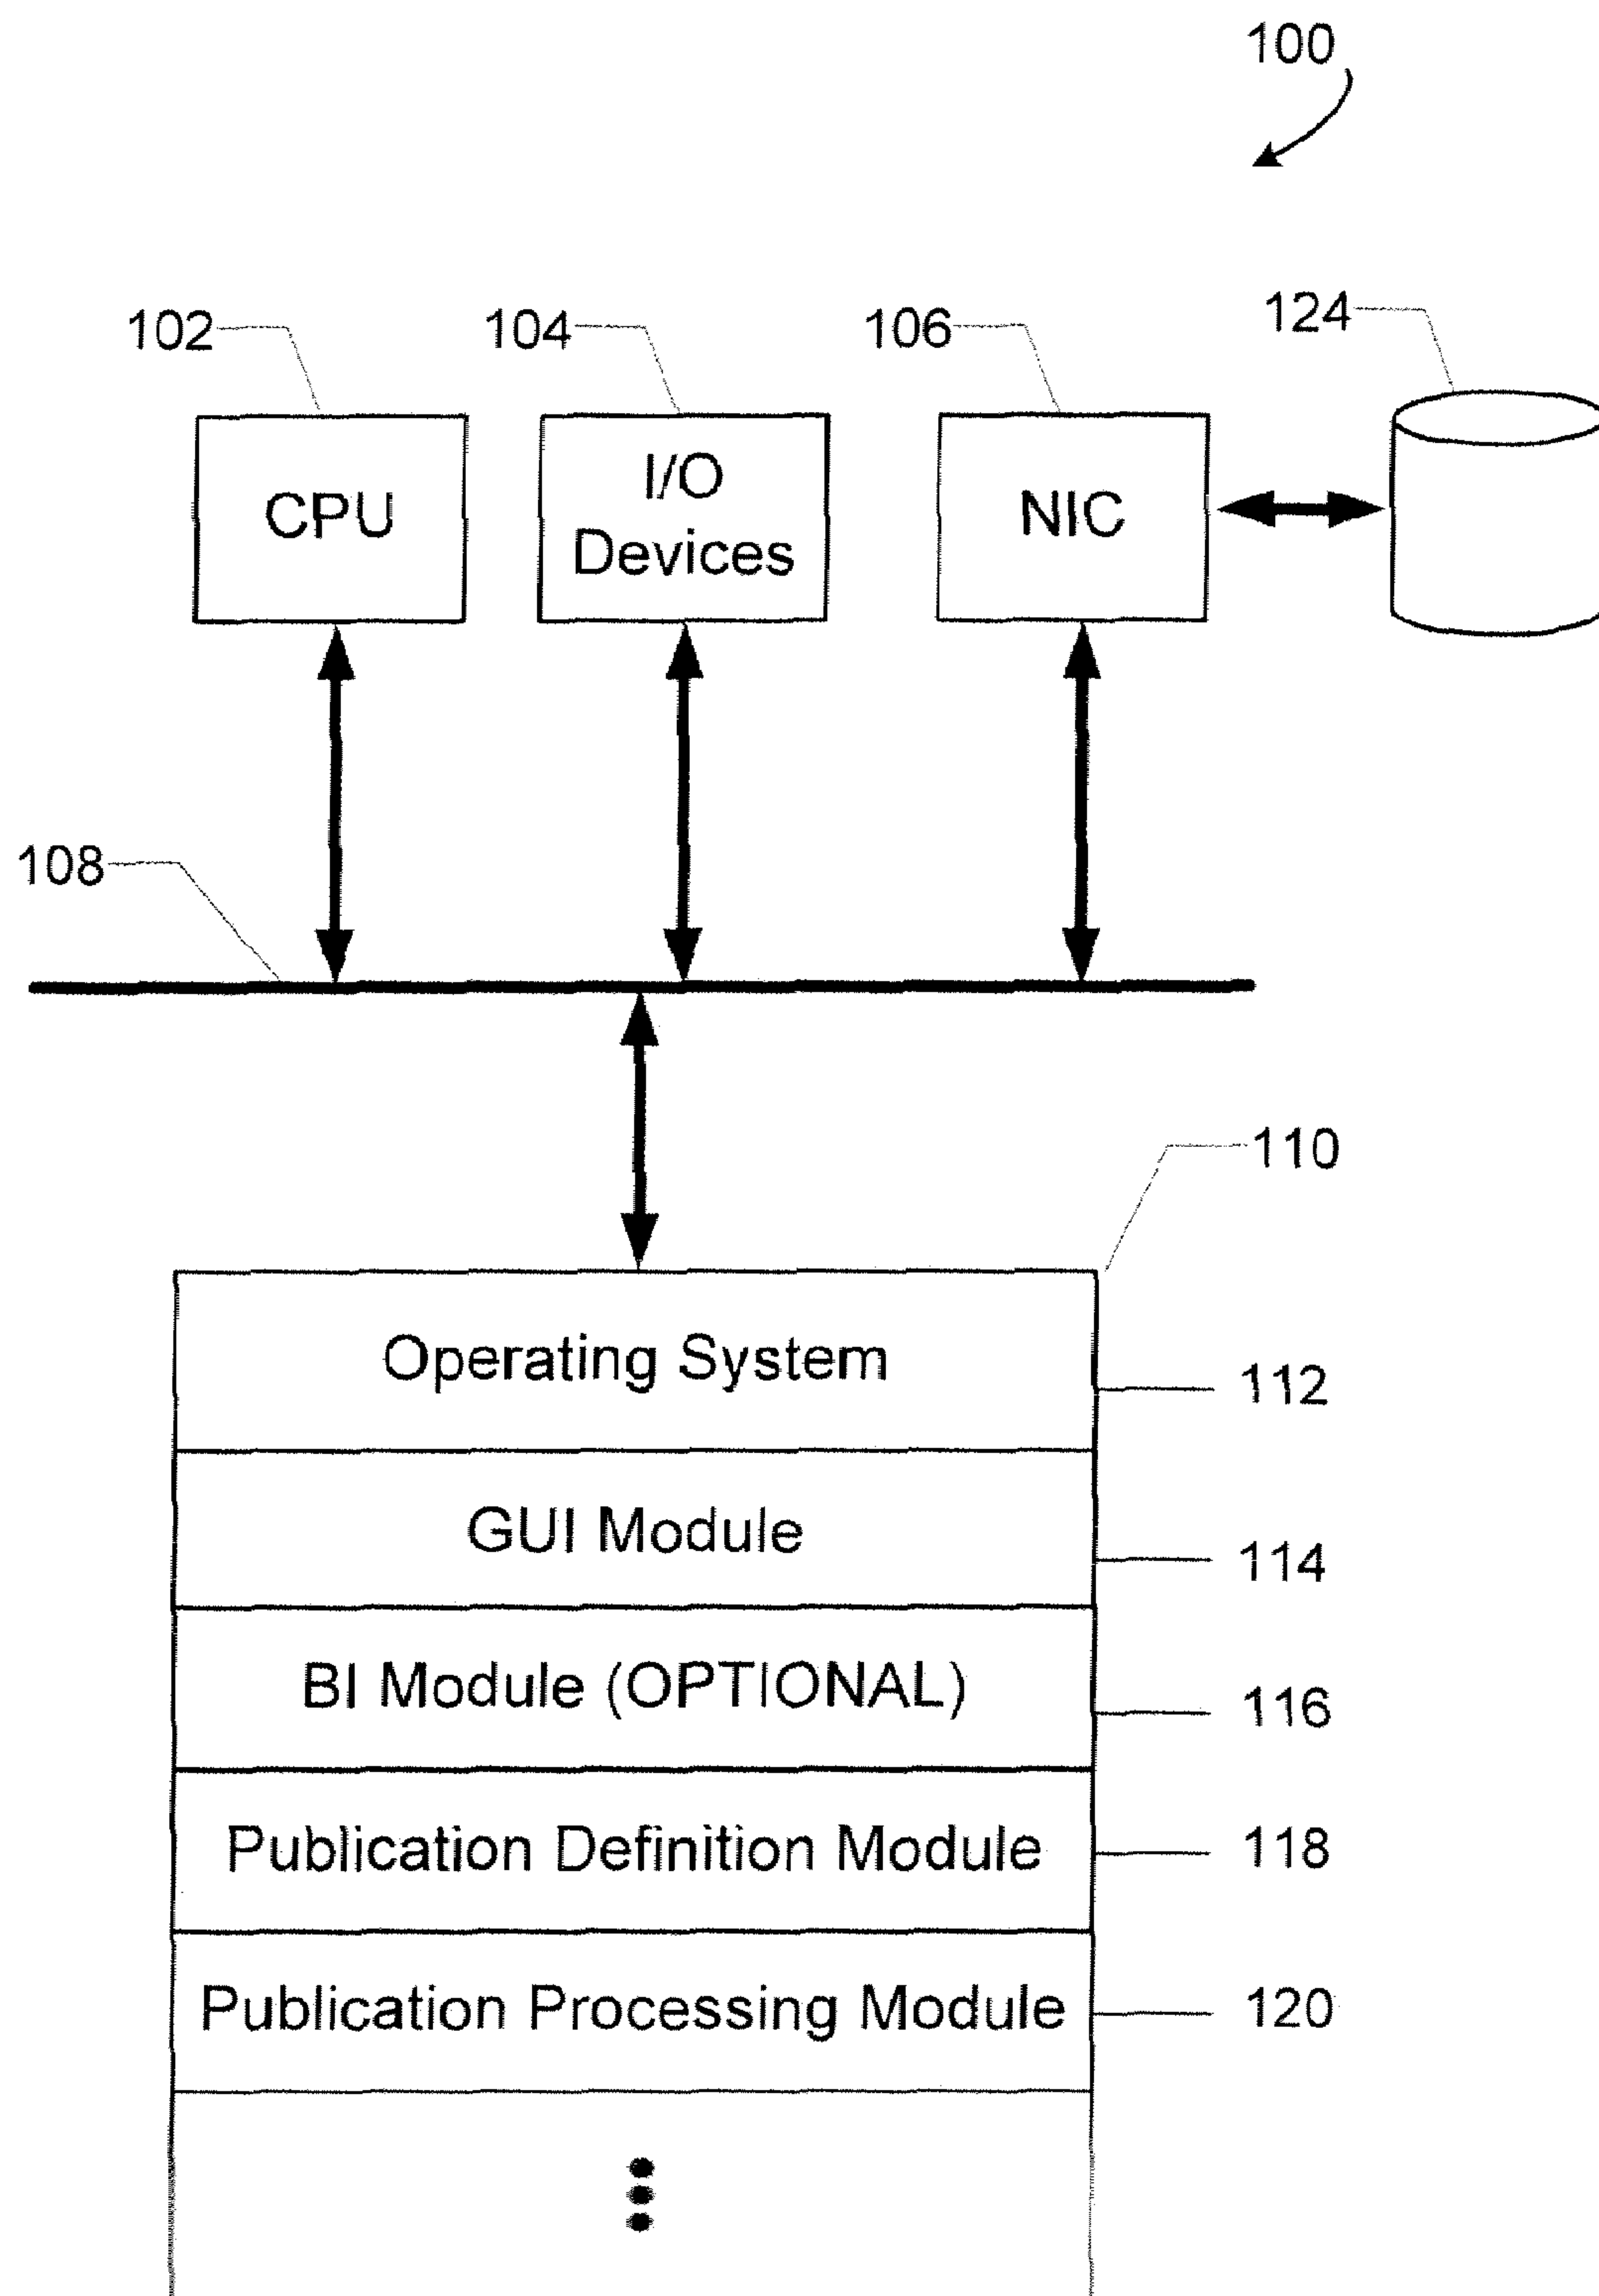 100
102
104
106
124
CPU
I/O
Devices
NIC
108
110
Operating System
112
GUI Module
114
BI Module (OPTIONAL)
116
Publication Definition Module
118
Publication Processing Module
120